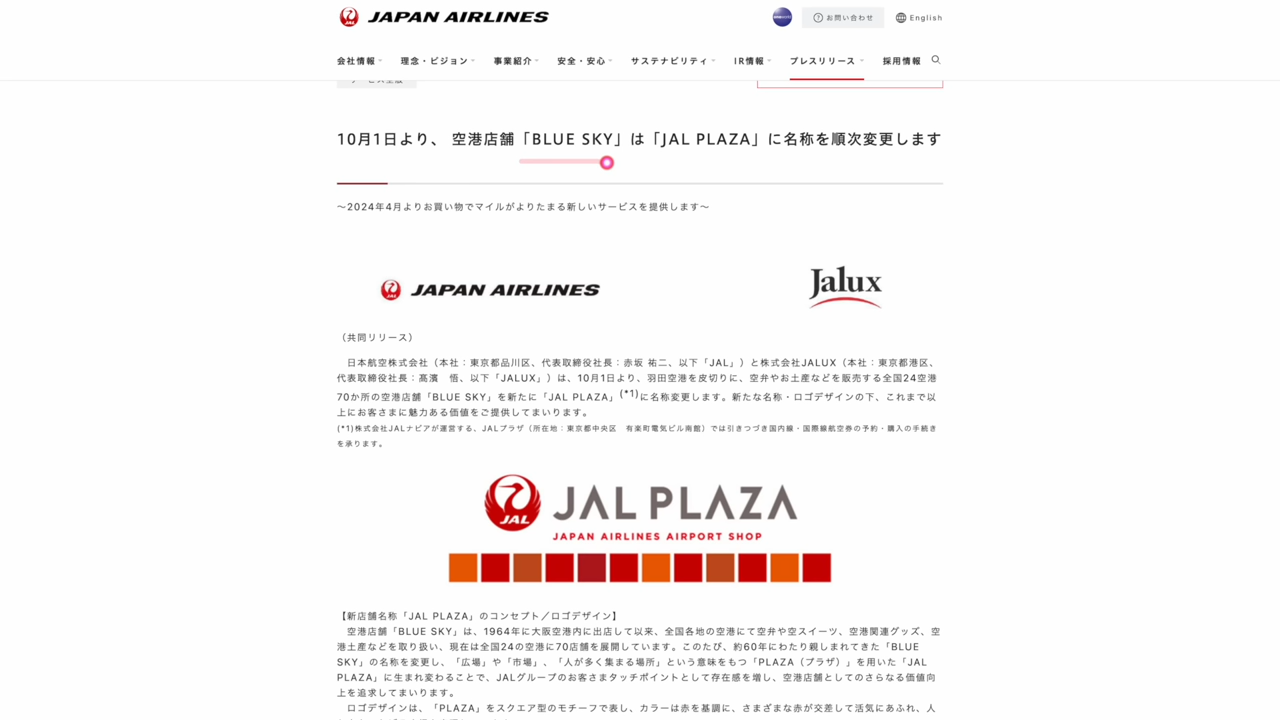 JAPAN AIRLINES
お問い合わせ
English
会社情報
理念・ビジョン
事業紹介
安全・安心
サステナビリティ
IR情報
プレスリリース
採用情報
10月1日より、 空港店舗「BLUE SKY」は「JAL PLAZA」に名称を順次変更します
～2024年4月よりお買い物でマイルがよりたまる新しいサービスを提供します～
JAL
JAPAN AIRLINES
Jalux
（共同リリース）
日本航空株式会社（本社：東京都品川区、代表取締役社長：赤坂 祐二、以下「JAL」）と株式会社JALUX（本社：東京都港区、
代表取締役社長：髙濱　悟、以下「JALUX」）は、10月1日より、羽田空港を皮切りに、空弁やお土産などを販売する全国24空港
70か所の空港店舗「BLUE SKY」を新たに「JAL PLAZA」(*1)に名称変更します。新たな名称・ロゴデザインの下、これまで以
上にお客さまに魅力ある価値をご提供してまいります。
(*1)株式会社JALナビアが運営する、JALプラザ（所在地：東京都中央区　有楽町電気ビル南館）では引きつづき国内線・国際線航空券の予約・購入の手続き
を承ります。
JAL
JAL PLAZA
JAPAN AIRLINES AIRPORT SHOP
【新店舗名称「JAL PLAZA」のコンセプト／ロゴデザイン】
空港店舗「BLUE SKY」は、1964年に大阪空港内に出店して以来、全国各地の空港にて空弁や空スイーツ、空港関連グッズ、空
港土産などを取り扱い、現在は全国24の空港に70店舗を展開しています。このたび、約60年にわたり親しまれてきた「BLUE
SKY」の名称を変更し、「広場」や「市場」、「人が多く集まる場所」という意味をもつ「PLAZA（プラザ）」を用いた「JAL
PLAZA」に生まれ変わることで、JALグループのお客さまタッチポイントとして存在感を増し、空港店舗としてのさらなる価値向
上を追求してまいります。
ロゴデザインは、「PLAZA」をスクエア型のモチーフで表し、カラーは赤を基調に、さまざまな赤が交差して活気にあふれ、人